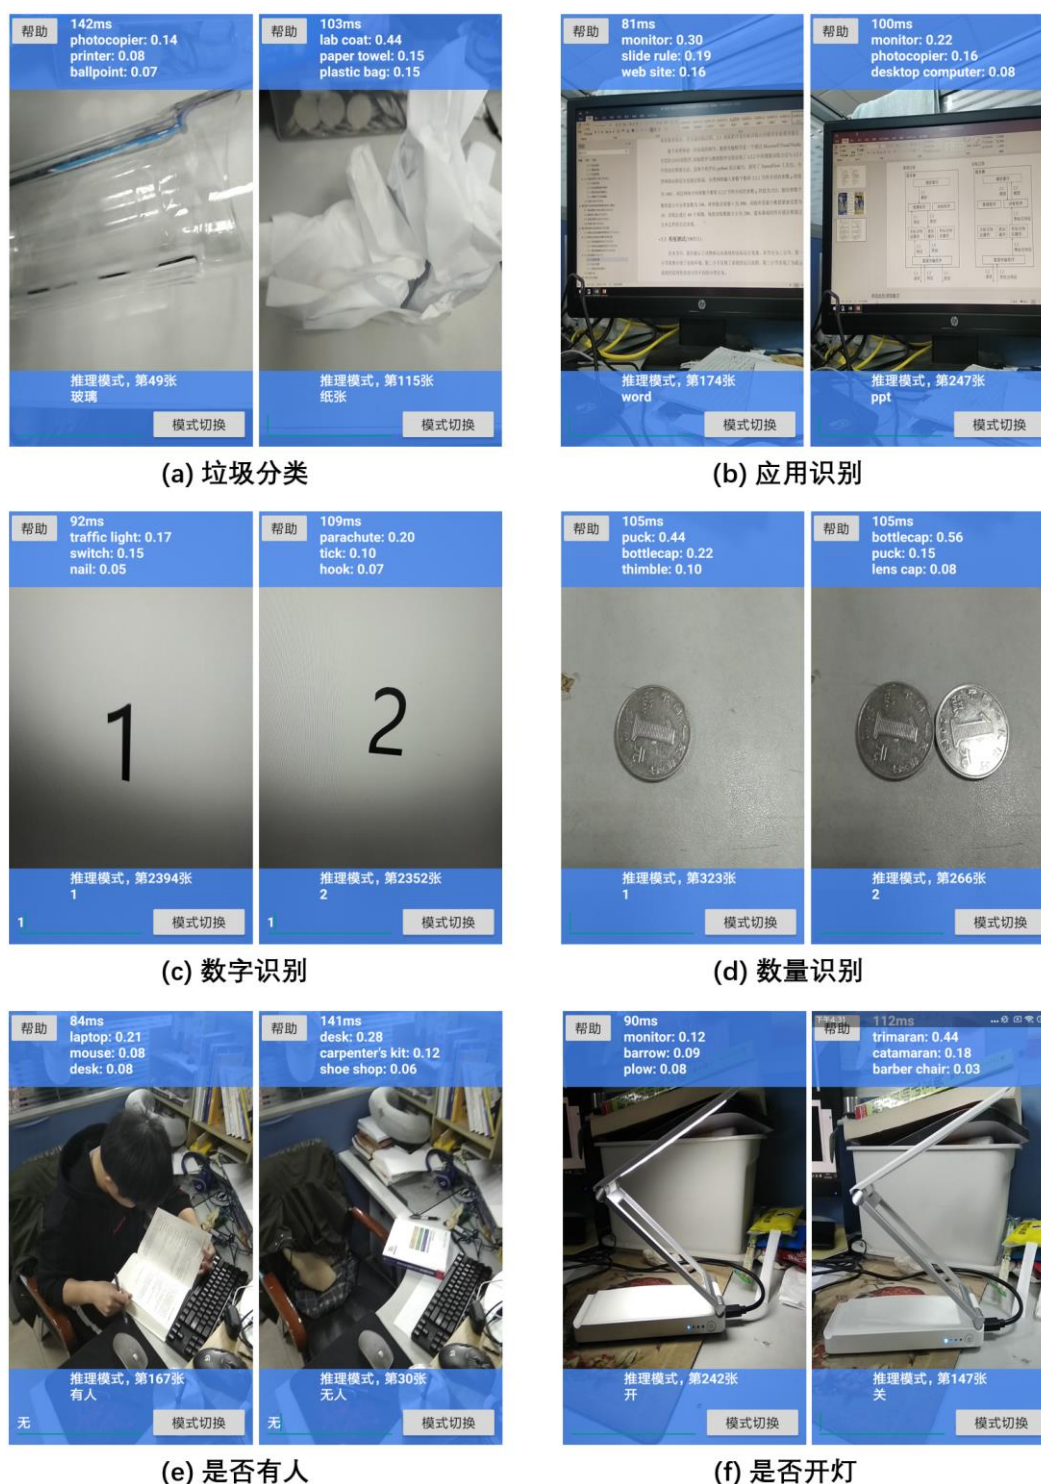 帮助
142ms
photocopier: 0.14
printer: 0.08
ballpoint: 0.07
推理模式，第49张
玻璃
模式切换
帮助
103ms
lab coat: 0.44
paper towel: 0.15
plastic bag: 0.15
推理模式，第115张
纸张
模式切换
(a) 垃圾分类
帮助
81ms
monitor: 0.30
slide rule: 0.19
web site: 0.16
推理模式，第174张
word
模式切换
帮助
100ms
monitor: 0.22
photocopier: 0.16
desktop computer: 0.08
推理模式，第247张
ppt
模式切换
(b) 应用识别
帮助
92ms
traffic light: 0.17
switch: 0.15
nail: 0.05
1
推理模式，第2394张
1
1
模式切换
帮助
109ms
parachute: 0.20
tick: 0.10
hook: 0.07
2
推理模式，第2352张
2
1
模式切换
(c) 数字识别
帮助
105ms
puck: 0.44
bottlecap: 0.22
thimble: 0.10
1
推理模式，第323张
1
模式切换
帮助
105ms
bottlecap: 0.56
puck: 0.15
lens cap: 0.08
1
1
推理模式，第266张
2
模式切换
(d) 数量识别
帮助
84ms
laptop: 0.21
mouse: 0.08
desk: 0.08
推理模式，第167张
有人
无
模式切换
帮助
141ms
desk: 0.28
carpenter's kit: 0.12
shoe shop: 0.06
推理模式，第30张
无人
无
模式切换
(e) 是否有人
帮助
90ms
monitor: 0.12
barrow: 0.09
plow: 0.08
推理模式，第242张
开
模式切换
下午4:31
帮助
112ms
trimaran: 0.44
catamaran: 0.18
barber chair: 0.03
推理模式，第147张
关
模式切换
(f) 是否开灯